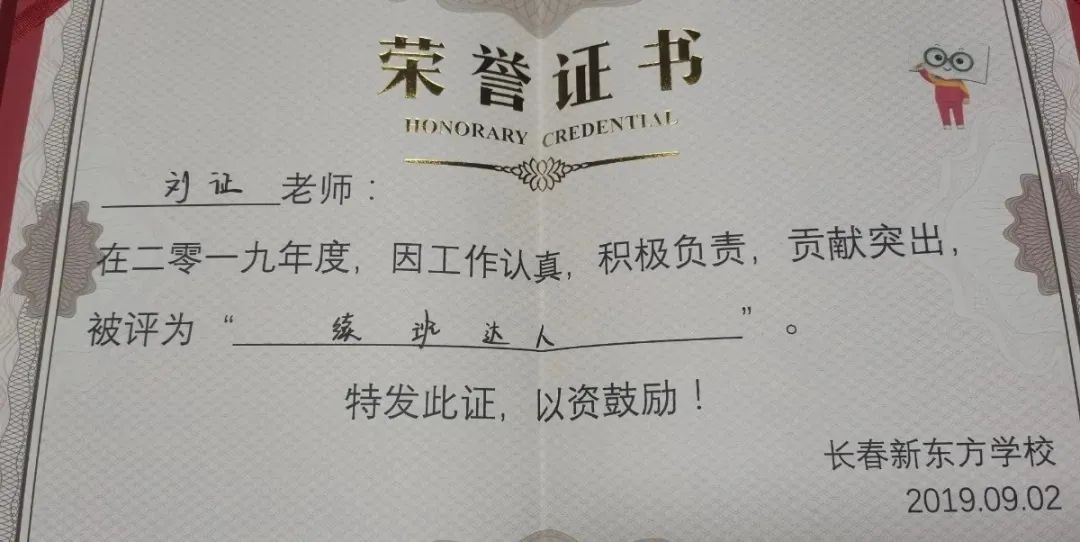 荣誉证书
HONORARY CREDENTIAL
刘证老师：
在二零一九年度，因工作认真，积极负责，贡献突出，
被评为“续班达人”。
特发此证，以资鼓励！
长春新东方学校
2019.09.02